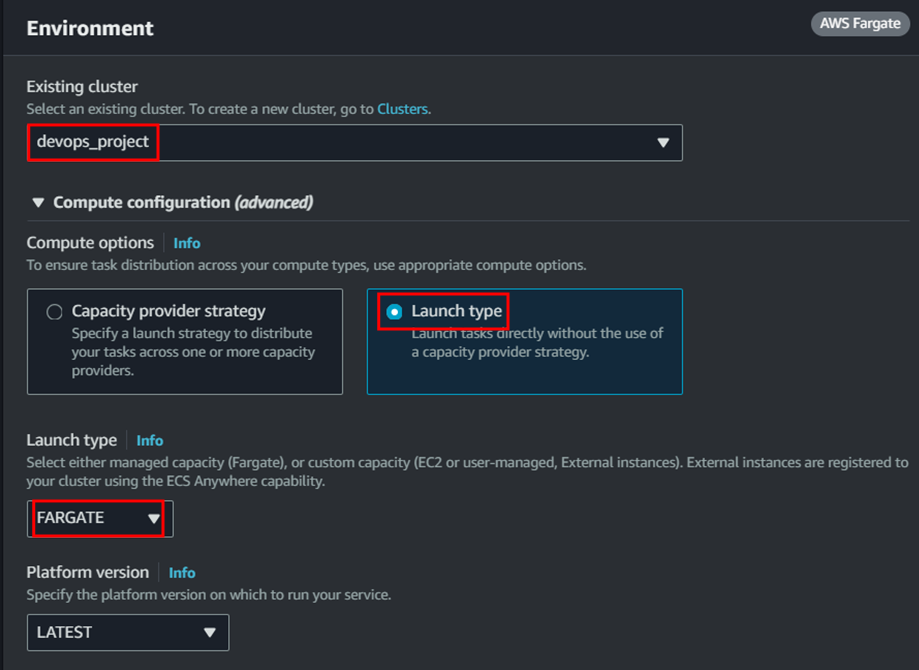 Environment
AWS Fargate
Existing cluster
Select an existing cluster. To create a new cluster, go to Clusters.
devops_project
Compute configuration (advanced)
Compute options Info
To ensure task distribution across your compute types, use appropriate compute options.
Capacity provider strategy
Specify a launch strategy to distribute
your tasks across one or more capacity
providers.
Launch type
Launch tasks directly without the use of
a capacity provider strategy.
Launch type Info
Select either managed capacity (Fargate), or custom capacity (EC2 or user-managed, External instances). External instances are registered to
your cluster using the ECS Anywhere capability.
FARGATE
Platform version Info
Specify the platform version on which to run your service.
LATEST